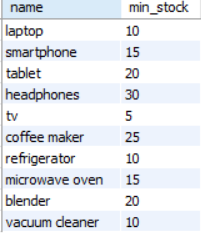 name min_stock
laptop 10
smartphone 15
tablet 20
headphones 30
tv 5
coffee maker 25
refrigerator 10
microwave oven 15
blender 20
vacuum cleaner 10